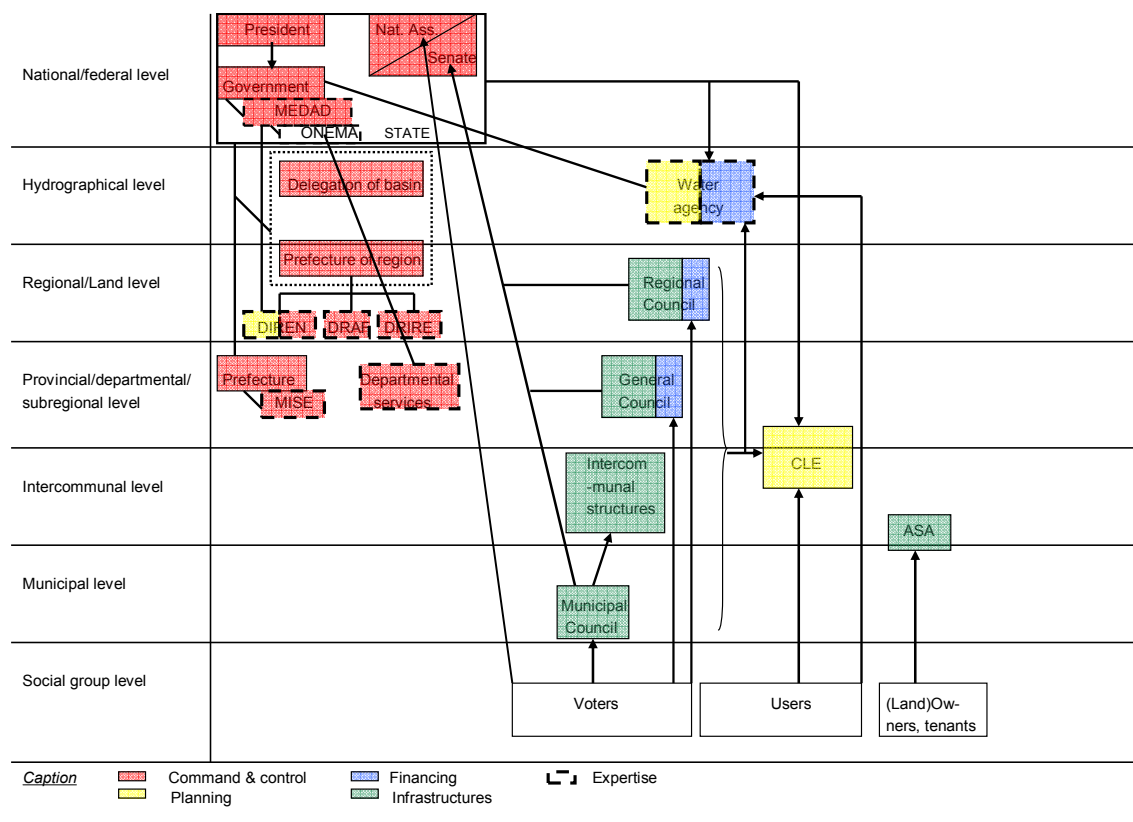 President
Nat. Ass
Senate
National/federal level
Government
MEDAD
ONEMA
STATE
Hydrographical level
Delegation of basin
Water
agency
Prefecture of region
Regional/Land level
Regional
Council
DIREN
DRAF
DRIRE
Provincial/departmental/
subregional level
Prefecture
MISE
Departmental
services
General
Council
Intercommunal level
Intercom
-munal
structures
CLE
ASA
Municipal level
Municipal
Council
Social group level
Voters
Users
(Land)Ow-
ners, tenants
Caption
Command & control
Financing
Expertise
Planning
Infrastructures